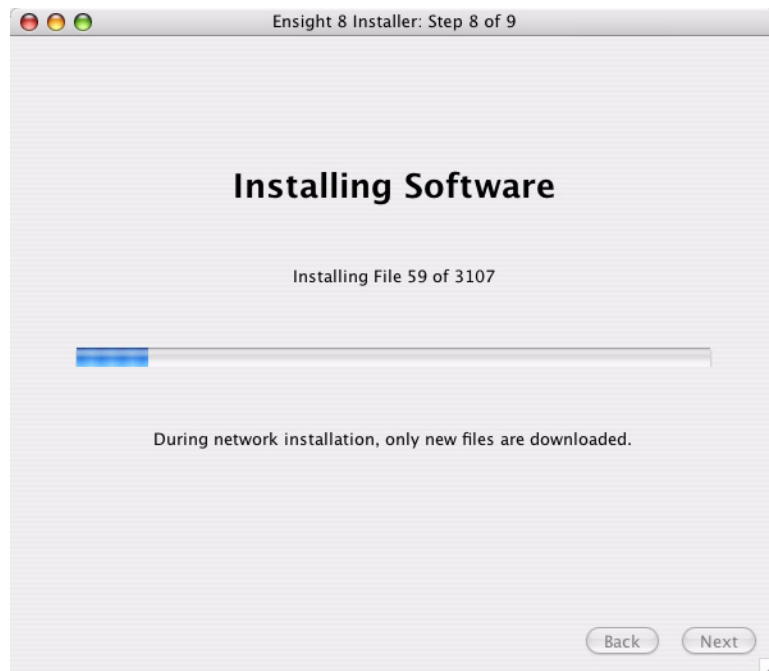 Ensight 8 Installer: Step 8 of 9
Installing Software
Installing File 59 of 3107
During network installation, only new files are downloaded.
Back Next